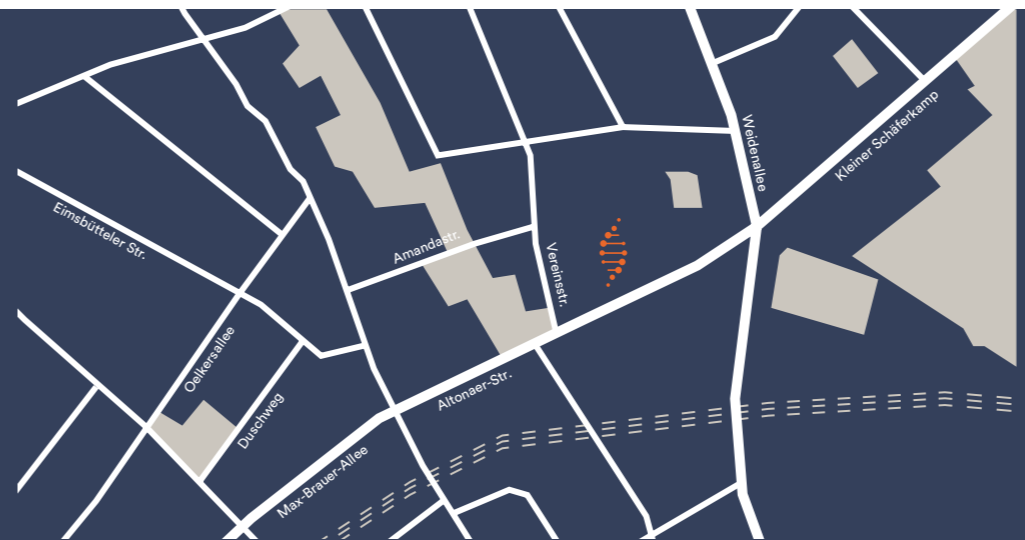 Weidenallee
Kleiner Schäferkamp
Eimsbütteler Str.
Amandastr.
Vereinsstr.
Oelkersallee
Duschweg
Altonaer-Str.
Max-Brauer-Allee